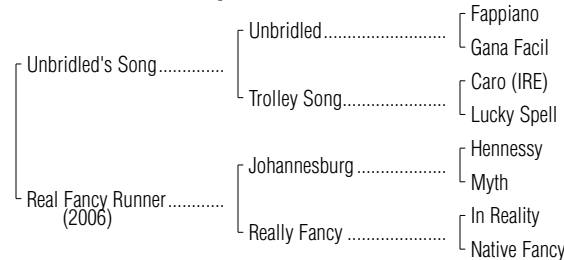 Fappiano
Unbridled
Gana Facil
Unbridled's Song
Caro (IRE)
Trolley Song
Lucky Spell
Hennessy
Johannesburg
Myth
Real Fancy Runner
(2006)
In Reality
Really Fancy
Native Fancy